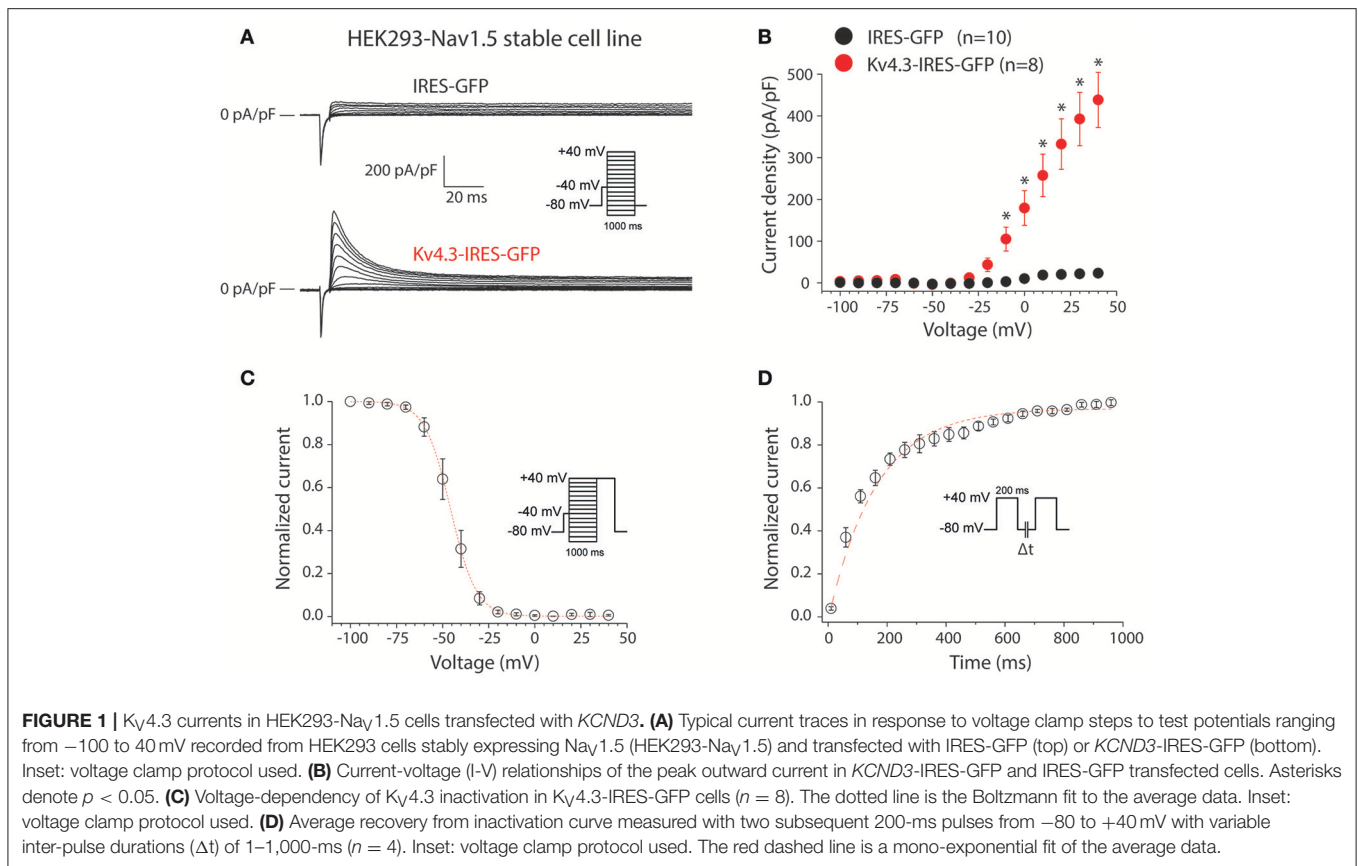 A
HEK293-Nav1.5 stable cell line
IRES-GFP
0 pA/pF
200 pA/pF
20 ms
+40 mV
-40 mV
-80 mV
1000 ms
Kv4.3-IRES-GFP
0 pA/pF
B
IRES-GFP (n=10)
Kv4.3-IRES-GFP (n=8)
Current density (pA/pF)
500
400
300
200
100
0
* * * * * *
-100 -75 -50 -25 0 25 50
Voltage (mV)
C
Normalized current
1.0
0.8
0.6
0.4
0.2
0.0
+40 mV
-40 mV
-80 mV
1000 ms
-100 -75 -50 -25 0 25 50
Voltage (mV)
D
Normalized current
1.0
0.8
0.6
0.4
0.2
0.0
+40 mV
200 ms
-80 mV
Δt
0 200 400 600 800 1000
Time (ms)
FIGURE 1 | KV4.3 currents in HEK293-NaV1.5 cells transfected with KCND3. (A) Typical current traces in response to voltage clamp steps to test potentials ranging
from −100 to 40 mV recorded from HEK293 cells stably expressing NaV1.5 (HEK293-NaV1.5) and transfected with IRES-GFP (top) or KCND3-IRES-GFP (bottom).
Inset: voltage clamp protocol used. (B) Current-voltage (I-V) relationships of the peak outward current in KCND3-IRES-GFP and IRES-GFP transfected cells. Asterisks
denote p < 0.05. (C) Voltage-dependency of KV4.3 inactivation in KV4.3-IRES-GFP cells (n = 8). The dotted line is the Boltzmann fit to the average data. Inset:
voltage clamp protocol used. (D) Average recovery from inactivation curve measured with two subsequent 200-ms pulses from −80 to +40 mV with variable
inter-pulse durations (Δt) of 1–1,000-ms (n = 4). Inset: voltage clamp protocol used. The red dashed line is a mono-exponential fit of the average data.